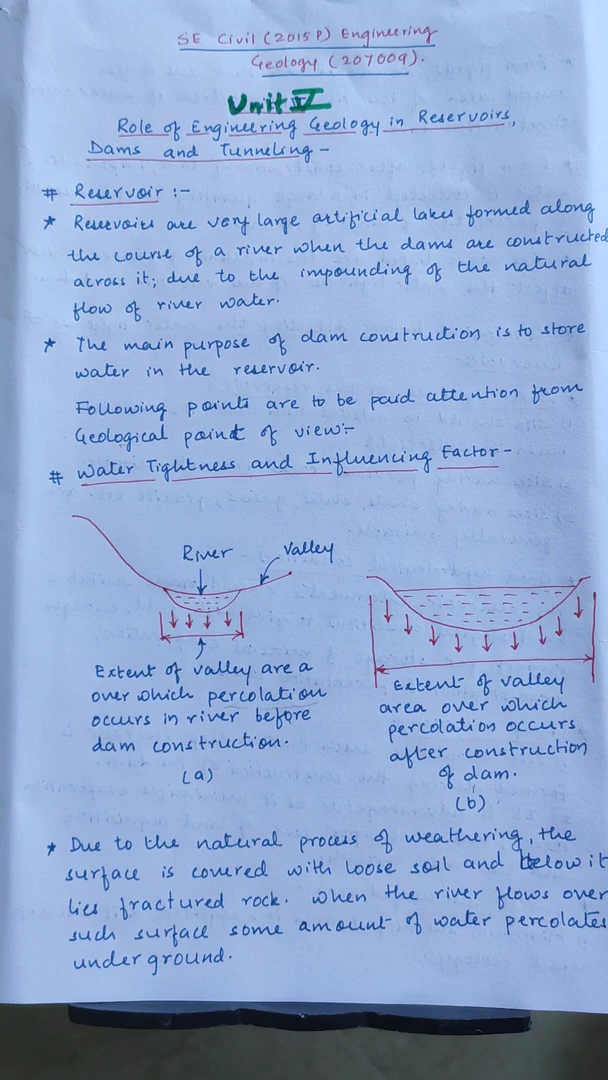 SE Civil (2015P) Engineering
Geology (207009).
Unit V
Role of Engineering Geology in Reservoirs,
Dams and Tunneling -
# Reservoir :-
* Reservoirs are very large artificial lakes formed along
the course of a river when the dams are constructed
across it; due to the impounding of the natural
flow of river water.
* The main purpose of dam construction is to store
water in the reservoir.
Following points are to be paid attention from
Geological point of view:-
# Water Tightness and Influencing Factor -
River
Valley
Extent of valley are a
over which percolation
occurs in river before
dam construction.
(a)
Extent of valley
area over which
percolation occurs
after construction
of dam.
(b)
* Due to the natural process of weathering, the
surface is covered with loose soil and below it
lies fractured rock. When the river flows over
such surface some amount of water percolates
under ground.